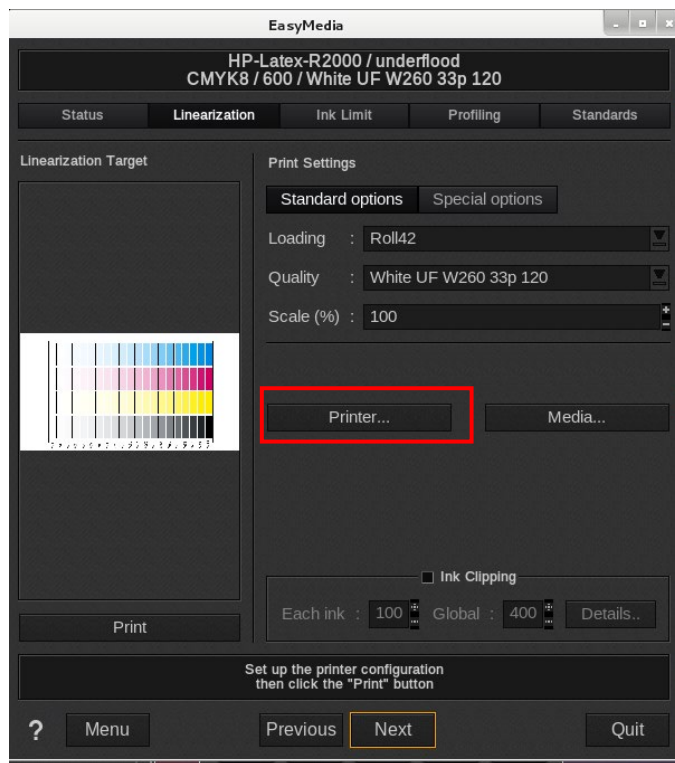 EasyMedia
HP-Latex-R2000 / underflood
CMYK8 / 600 / White UF W260 33p 120
Status Linearization Ink Limit Profiling Standards
Linearization Target
Print Settings
Standard options Special options
Loading : Roll42
Quality : White UF W260 33p 120
Scale (%) : 100
Printer... Media...
Ink Clipping
Each ink : 100 Global : 400 Details..
Print
Set up the printer configuration
then click the "Print" button
? Menu Previous Next Quit